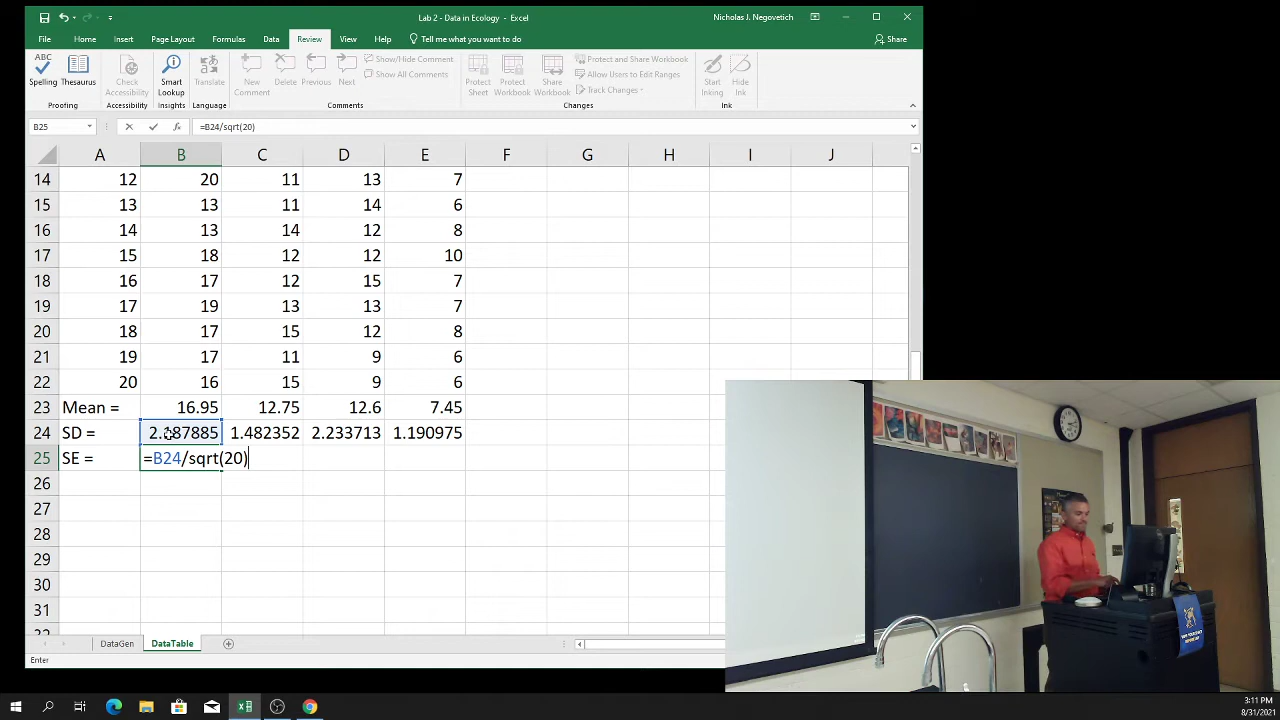 Lab 2 - Data in Ecology - Excel
Nicholas J. Negovetich
File Home Insert Page Layout Formulas Data Review View Help Tell me what you want to do Share
ABC
Spelling Thesaurus Check Accessibility Smart Lookup Translate New Comment Delete Previous Next Show/Hide Comment Show All Comments Protect Sheet Protect Workbook Share Workbook Protect and Share Workbook Allow Users to Edit Ranges Track Changes Start Inking Hide Ink
Proofing Accessibility Insights Language Comments Changes Ink
B25 fx =B24/sqrt(20)
A B C D E F G H I J
14 12 20 11 13 7
15 13 13 11 14 6
16 14 13 14 12 8
17 15 18 12 12 10
18 16 17 12 15 7
19 17 19 13 13 7
20 18 17 15 12 8
21 19 17 11 9 6
22 20 16 15 9 6
23 Mean = 16.95 12.75 12.6 7.45
24 SD = 1.482352 2.233713 1.190975
25 SE = =B24/sqrt(20)
26
27
28
29
30
31
DataGen DataTable
Enter
3:11 PM
8/31/2021